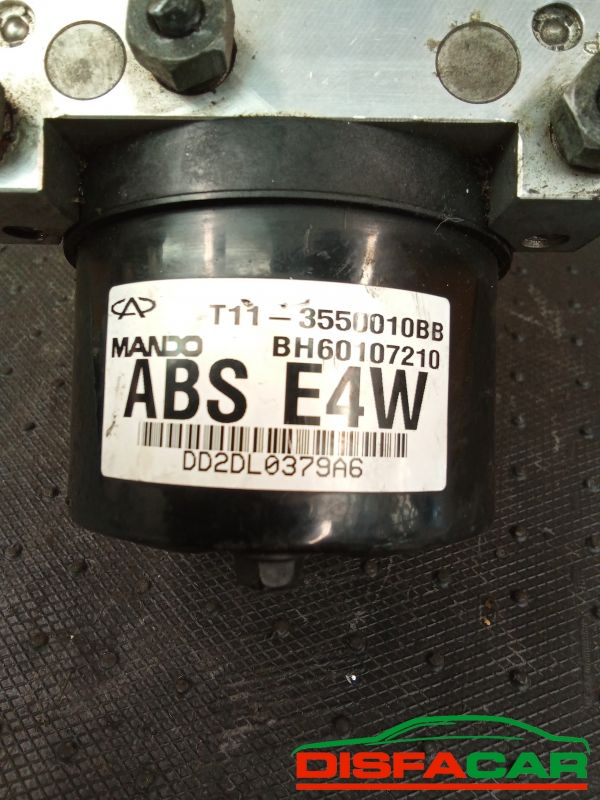 T11-3550010BB
MANDO BH60107210
ABS E4W
DD2DL0379A6
DISFACAR